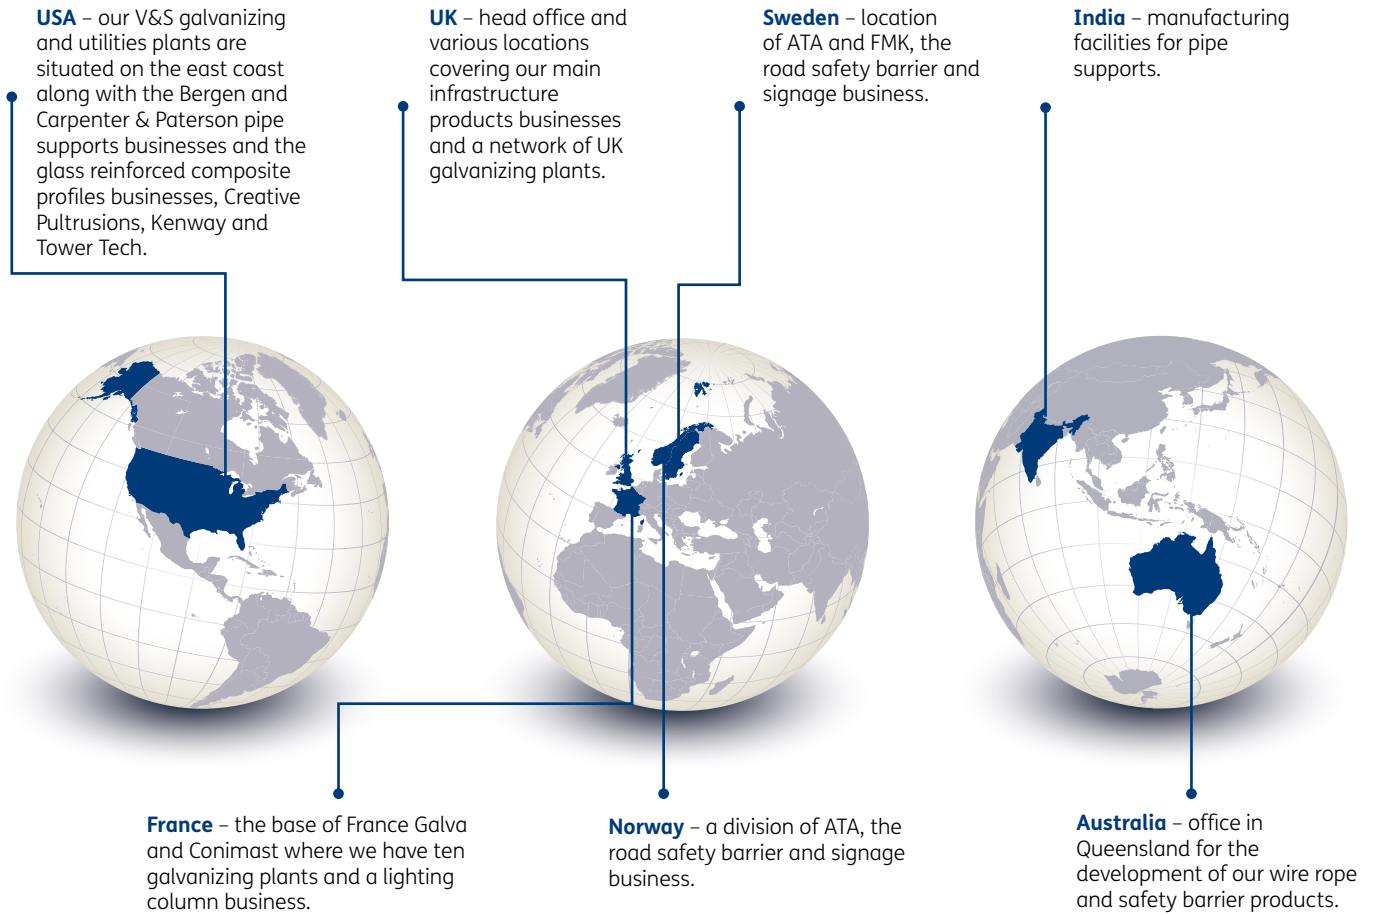 USA – our V&S galvanizing
and utilities plants are
situated on the east coast
along with the Bergen and
Carpenter & Paterson pipe
supports businesses and the
glass reinforced composite
profiles businesses, Creative
Pultrusions, Kenway and
Tower Tech.
UK – head office and
various locations
covering our main
infrastructure
products businesses
and a network of UK
galvanizing plants.
Sweden – location
of ATA and FMK, the
road safety barrier and
signage business.
India – manufacturing
facilities for pipe
supports.
France – the base of France Galva
and Conimast where we have ten
galvanizing plants and a lighting
column business.
Norway – a division of ATA, the
road safety barrier and signage
business.
Australia – office in
Queensland for the
development of our wire rope
and safety barrier products.